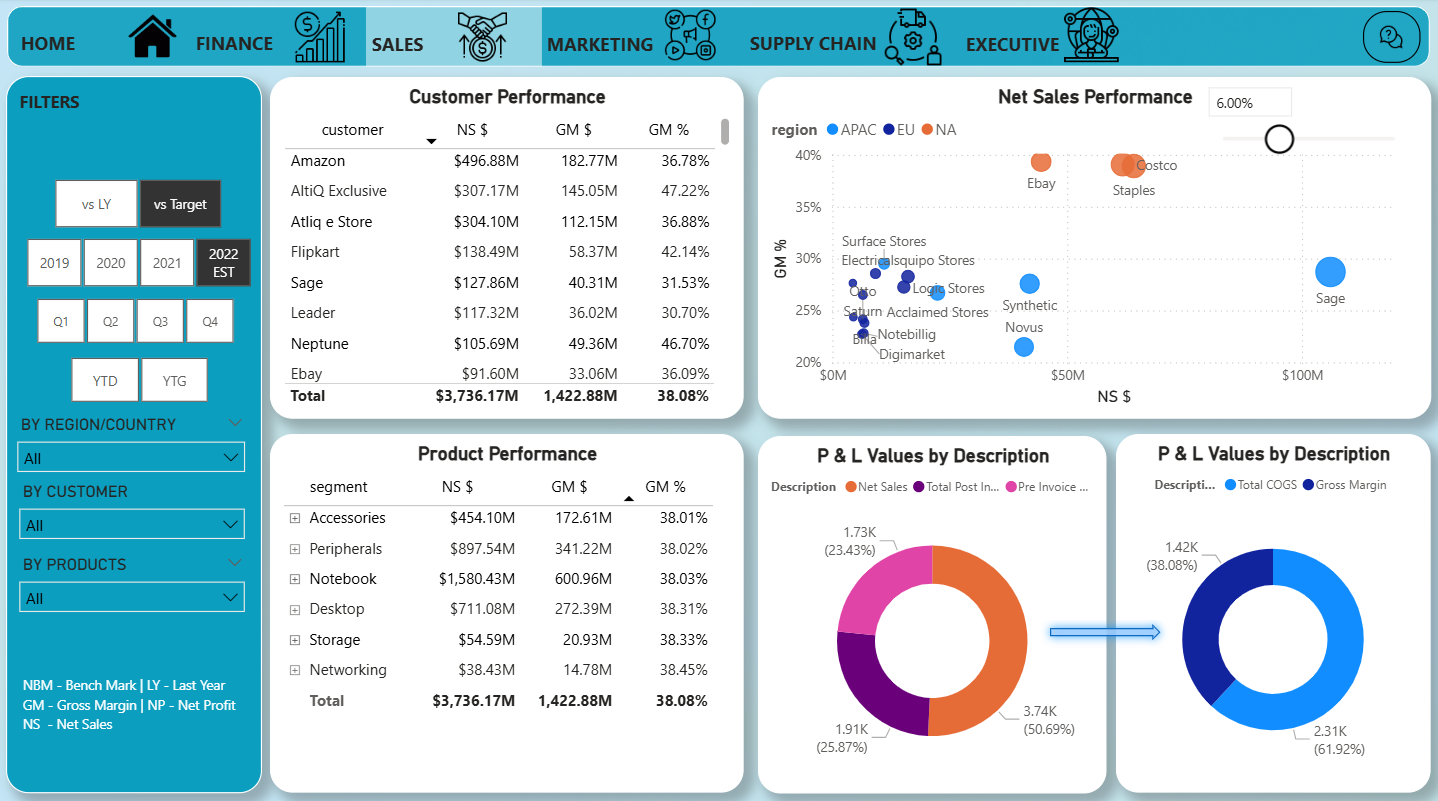 HOME
FINANCE
SALES
MARKETING
SUPPLY CHAIN
EXECUTIVE
FILTERS
vs LY
vs Target
2019
2020
2021
2022
EST
Q1
Q2
Q3
Q4
YTD
YTG
BY REGION/COUNTRY
All
BY CUSTOMER
All
BY PRODUCTS
All
NBM - Bench Mark | LY - Last Year
GM - Gross Margin | NP - Net Profit
NS - Net Sales
Customer Performance
customer NS $ GM $ GM %
Amazon $496.88M 182.77M 36.78%
AltiQ Exclusive $307.17M 145.05M 47.22%
Atliq e Store $304.10M 112.15M 36.88%
Flipkart $138.49M 58.37M 42.14%
Sage $127.86M 40.31M 31.53%
Leader $117.32M 36.02M 30.70%
Neptune $105.69M 49.36M 46.70%
Ebay $91.60M 33.06M 36.09%
Total $3,736.17M 1,422.88M 38.08%
Net Sales Performance
6.00%
region APAC EU NA
40%
35%
30%
25%
20%
GM %
Costco
Ebay
Staples
Surface Stores
Electricalsquipo Stores
Otto
Logic Stores
Synthetic
Sage
Saturn
Acclaimed Stores
Novus
Notebillig
Digimarket
$0M $50M $100M
NS $
Product Performance
segment NS $ GM $ GM %
Accessories $454.10M 172.61M 38.01%
Peripherals $897.54M 341.22M 38.02%
Notebook $1,580.43M 600.96M 38.03%
Desktop $711.08M 272.39M 38.31%
Storage $54.59M 20.93M 38.33%
Networking $38.43M 14.78M 38.45%
Total $3,736.17M 1,422.88M 38.08%
P & L Values by Description
Description Net Sales Total Post In... Pre Invoice ...
1.73K
(23.43%)
1.91K
(25.87%)
3.74K
(50.69%)
P & L Values by Description
Descripti... Total COGS Gross Margin
1.42K
(38.08%)
2.31K
(61.92%)